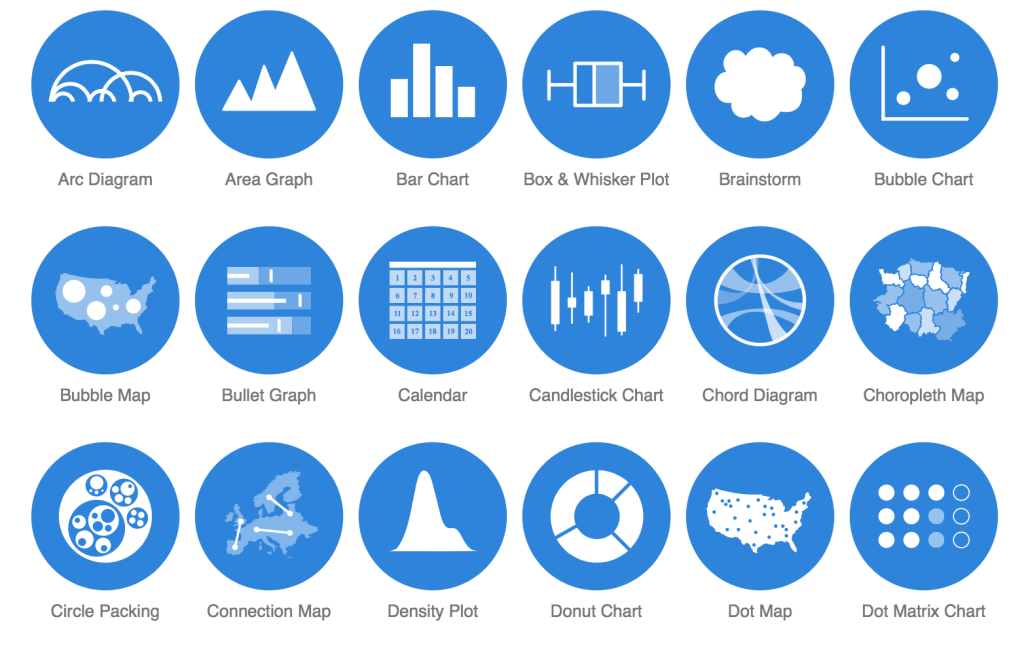 Arc Diagram
Area Graph
Bar Chart
Box & Whisker Plot
Brainstorm
Bubble Chart
1 2 3 4 5
6 7 8 9 10
11 12 13 14 15
16 17 18 19 20
Bubble Map
Bullet Graph
Calendar
Candlestick Chart
Chord Diagram
Choropleth Map
Circle Packing
Connection Map
Density Plot
Donut Chart
Dot Map
Dot Matrix Chart